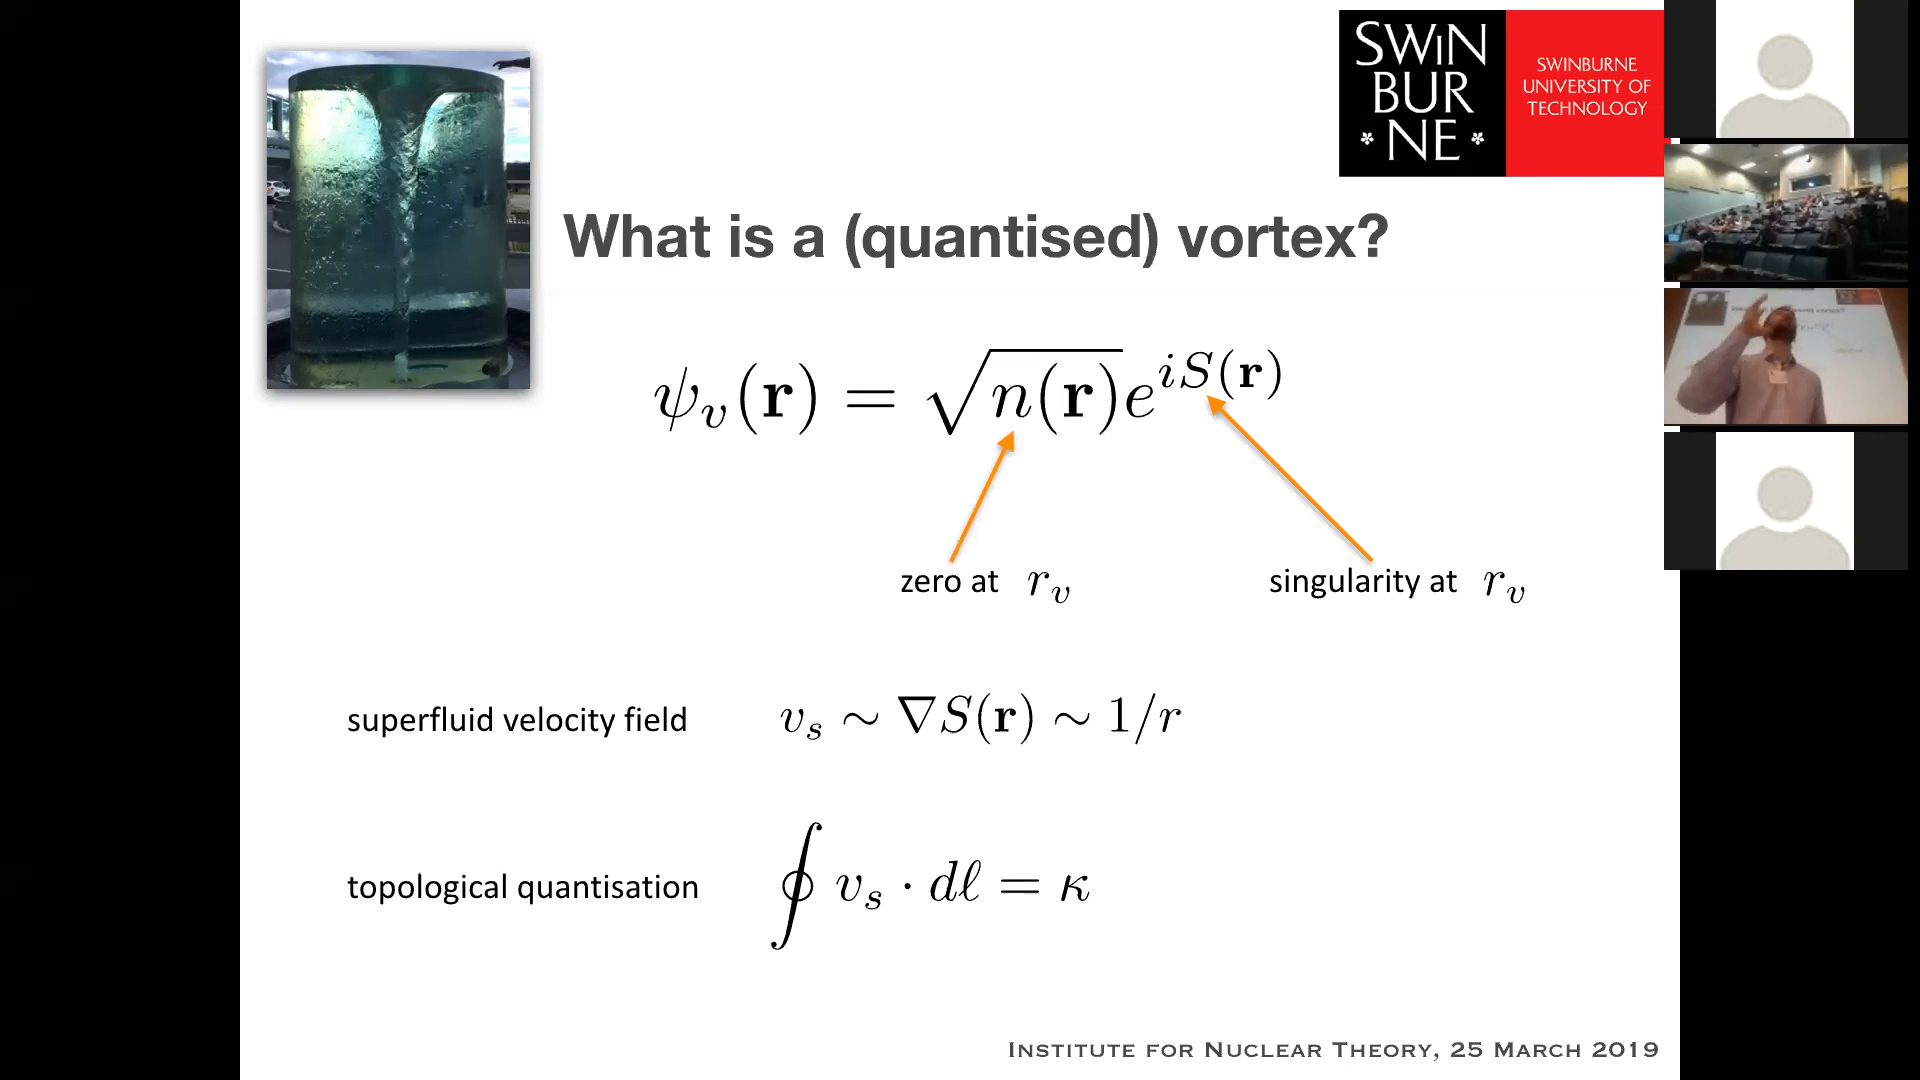 SWiN
BUR
NE
SWINBURNE
UNIVERSITY OF
TECHNOLOGY
What is a (quantised) vortex?
ψ_v(𝐫) = √n(𝐫) e^{iS(𝐫)}
zero at r_v
singularity at r_v
superfluid velocity field v_s ∼ ∇S(𝐫) ∼ 1/r
topological quantisation ∮ v_s · dℓ = κ
INSTITUTE FOR NUCLEAR THEORY, 25 MARCH 2019